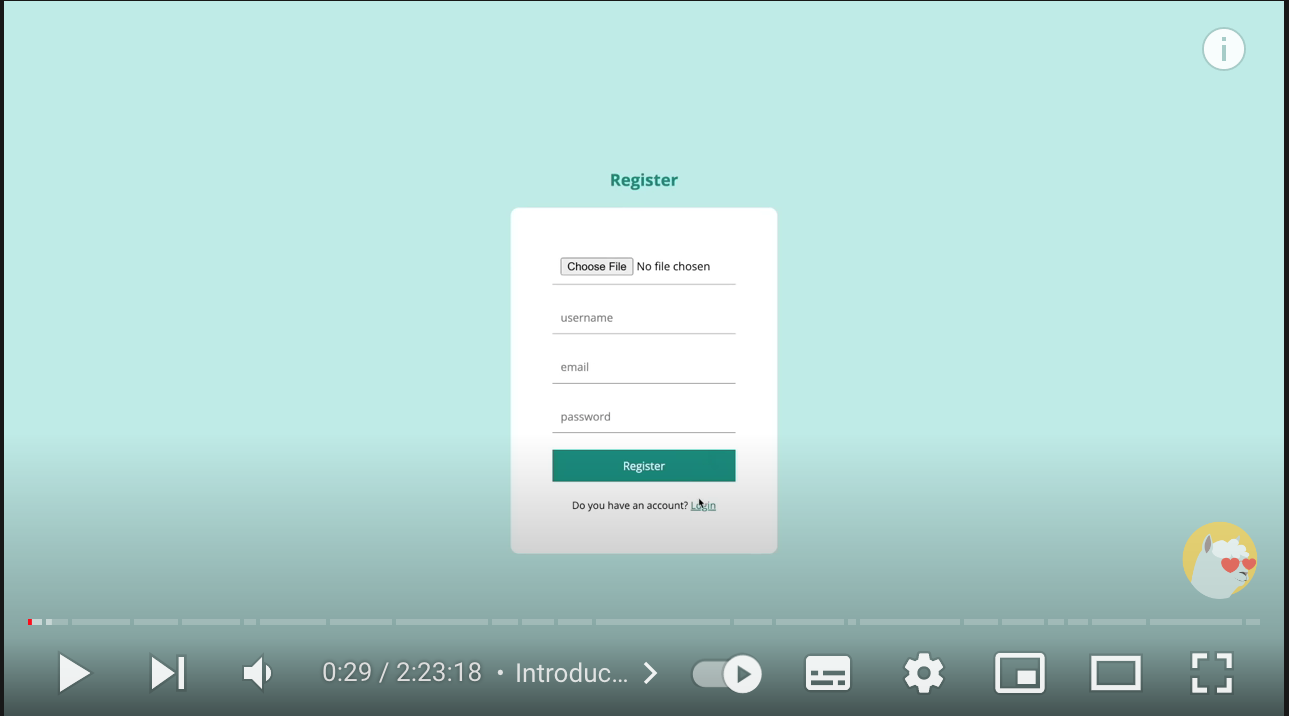 Register
Choose File No file chosen
username
email
password
Register
Do you have an account? Login
0:29 / 2:23:18 • Introduc...